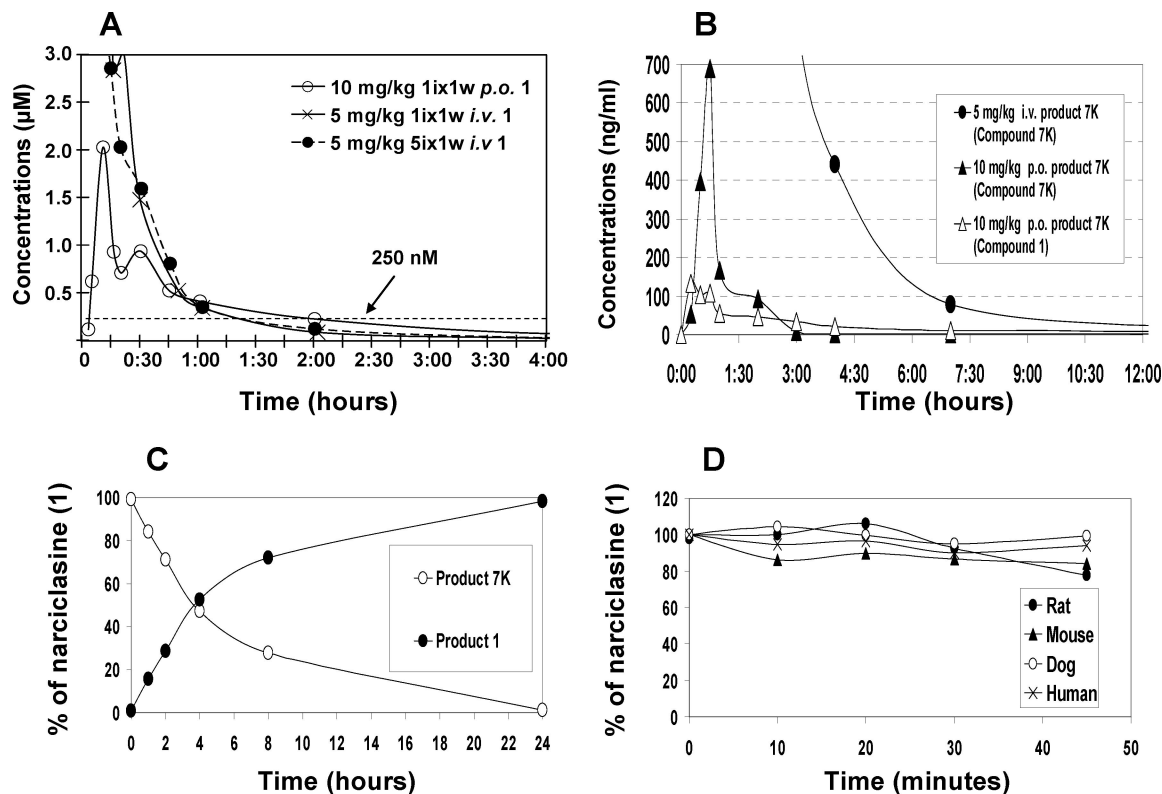 A
Concentrations (µM)
3.0
2.5
2.0
1.5
1.0
0.5
10 mg/kg 1ix1w p.o. 1
5 mg/kg 1ix1w i.v. 1
5 mg/kg 5ix1w i.v 1
250 nM
0 0:30 1:00 1:30 2:00 2:30 3:00 3:30 4:00
Time (hours)
B
Concentrations (ng/ml)
700
600
500
400
300
200
100
0
5 mg/kg i.v. product 7K
(Compound 7K)
10 mg/kg p.o. product 7K
(Compound 7K)
10 mg/kg p.o. product 7K
(Compound 1)
0:00 1:30 3:00 4:30 6:00 7:30 9:00 10:30 12:00
Time (hours)
C
% of narciclasine (1)
100
80
60
40
20
0
Product 7K
Product 1
0 2 4 6 8 10 12 14 16 18 20 22 24
Time (hours)
D
% of narciclasine (1)
120
100
80
60
40
20
0
Rat
Mouse
Dog
Human
0 10 20 30 40 50
Time (minutes)